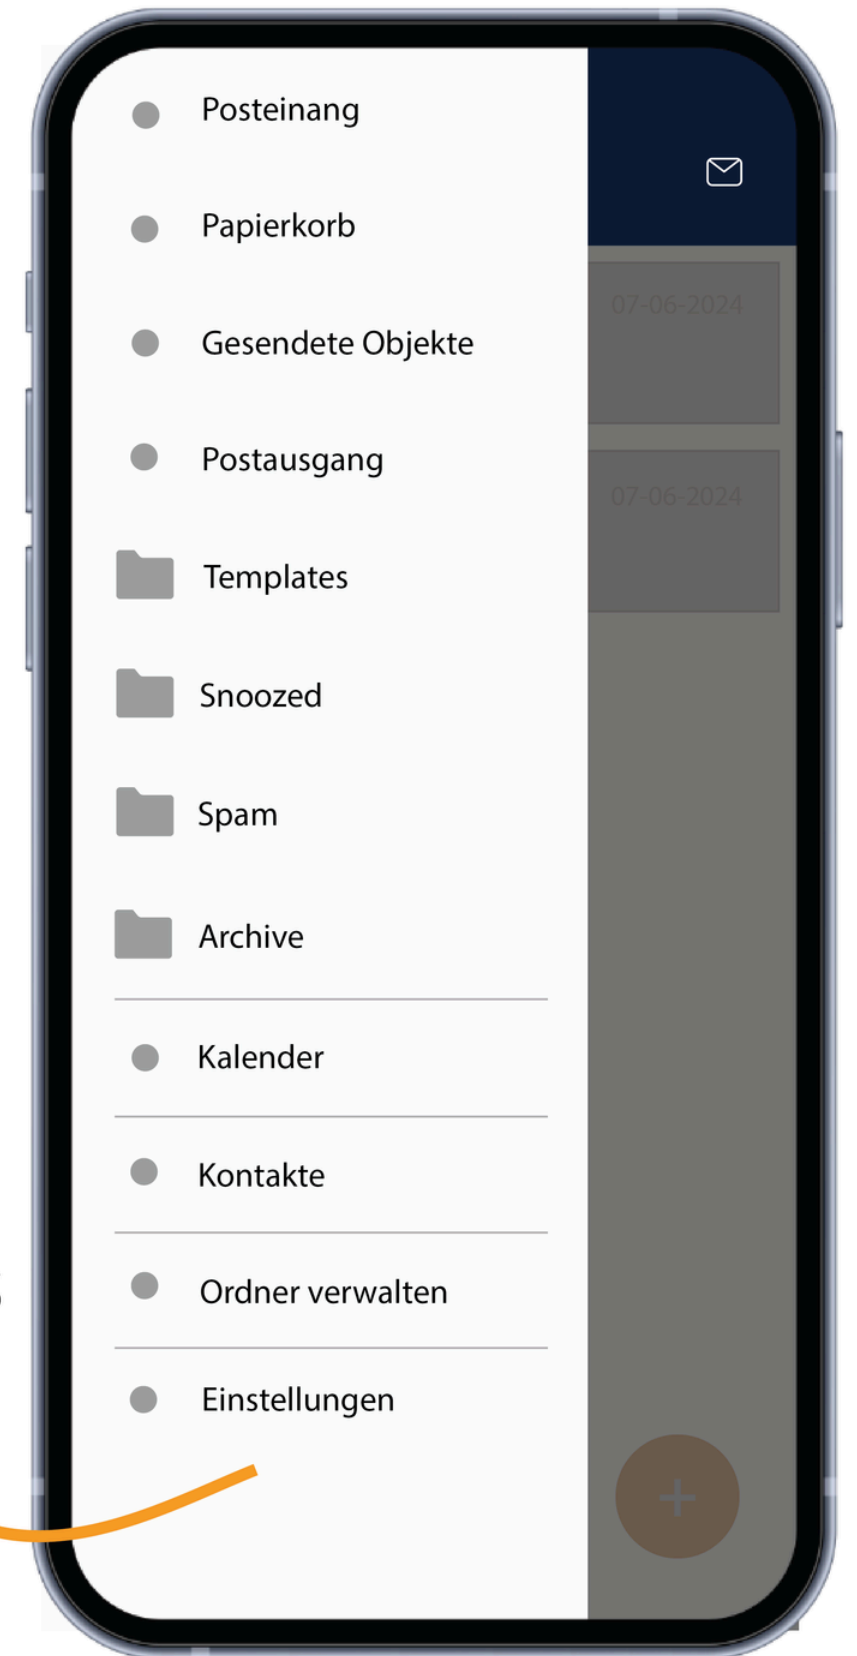 Posteinang
Papierkorb
Gesendete Objekte
Postausgang
Templates
Snoozed
Spam
Archive
Kalender
Kontakte
Ordner verwalten
Einstellungen
07-06-2024
07-06-2024
+